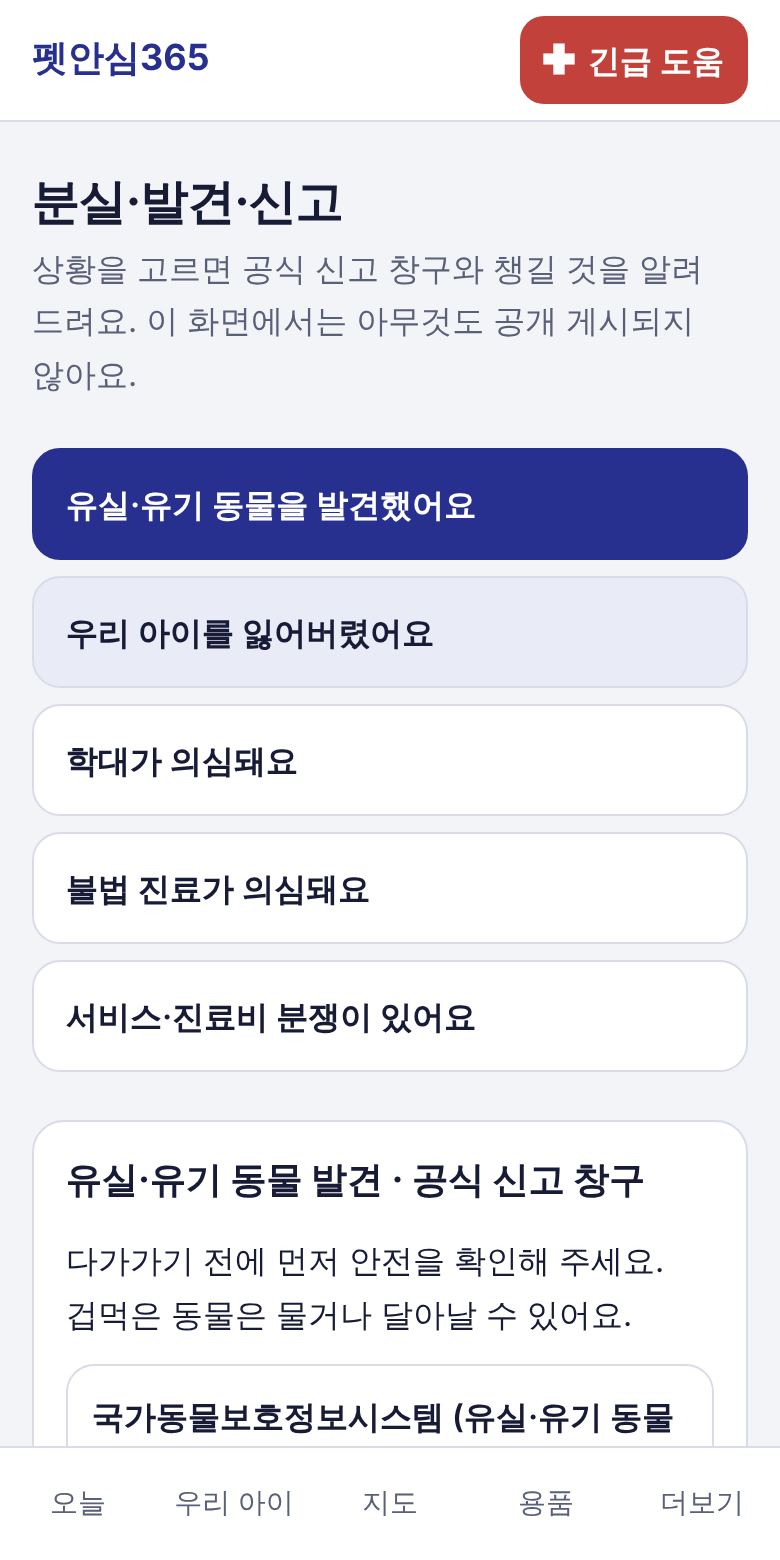 펫안심365
긴급 도움
분실·발견·신고
상황을 고르면 공식 신고 창구와 챙길 것을 알려
드려요. 이 화면에서는 아무것도 공개 게시되지
않아요.
유실·유기 동물을 발견했어요
우리 아이를 잃어버렸어요
학대가 의심돼요
불법 진료가 의심돼요
서비스·진료비 분쟁이 있어요
유실·유기 동물 발견 · 공식 신고 창구
다가가기 전에 먼저 안전을 확인해 주세요.
겁먹은 동물은 물거나 달아날 수 있어요.
국가동물보호정보시스템 (유실·유기 동물
오늘 우리 아이 지도 용품 더보기